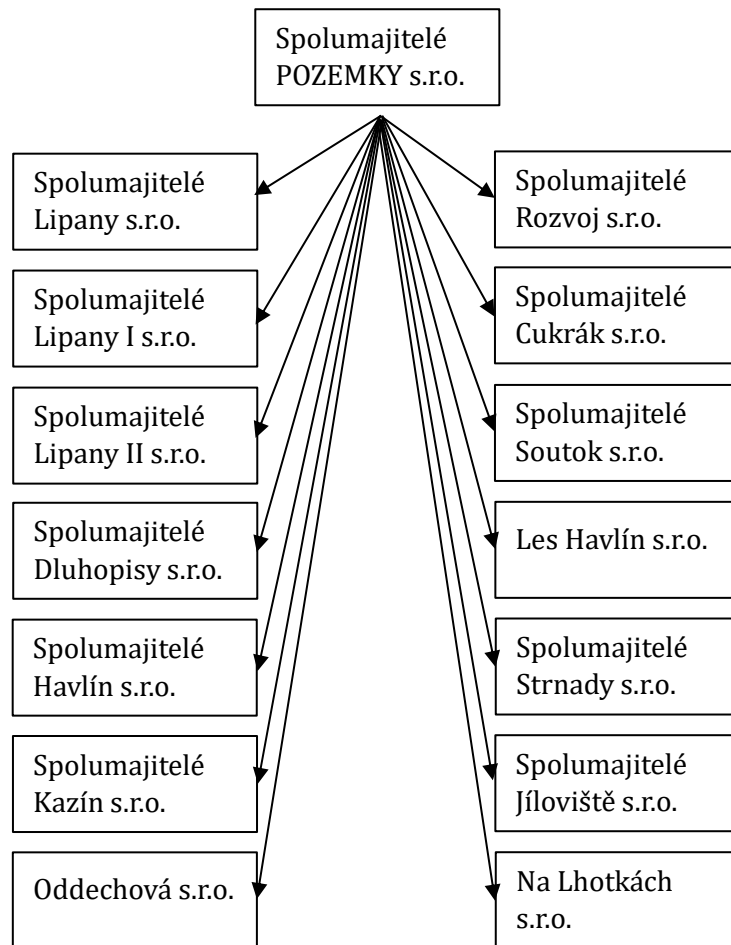 Spolumajitelé
POZEMKY s.r.o.
Spolumajitelé
Lipany s.r.o.
Spolumajitelé
Rozvoj s.r.o.
Spolumajitelé
Lipany I s.r.o.
Spolumajitelé
Cukrák s.r.o.
Spolumajitelé
Lipany II s.r.o.
Spolumajitelé
Soutok s.r.o.
Spolumajitelé
Dluhopisy s.r.o.
Les Havlín s.r.o.
Spolumajitelé
Havlín s.r.o.
Spolumajitelé
Strnady s.r.o.
Spolumajitelé
Kazín s.r.o.
Spolumajitelé
Jíloviště s.r.o.
Oddechová s.r.o.
Na Lhotkách
s.r.o.